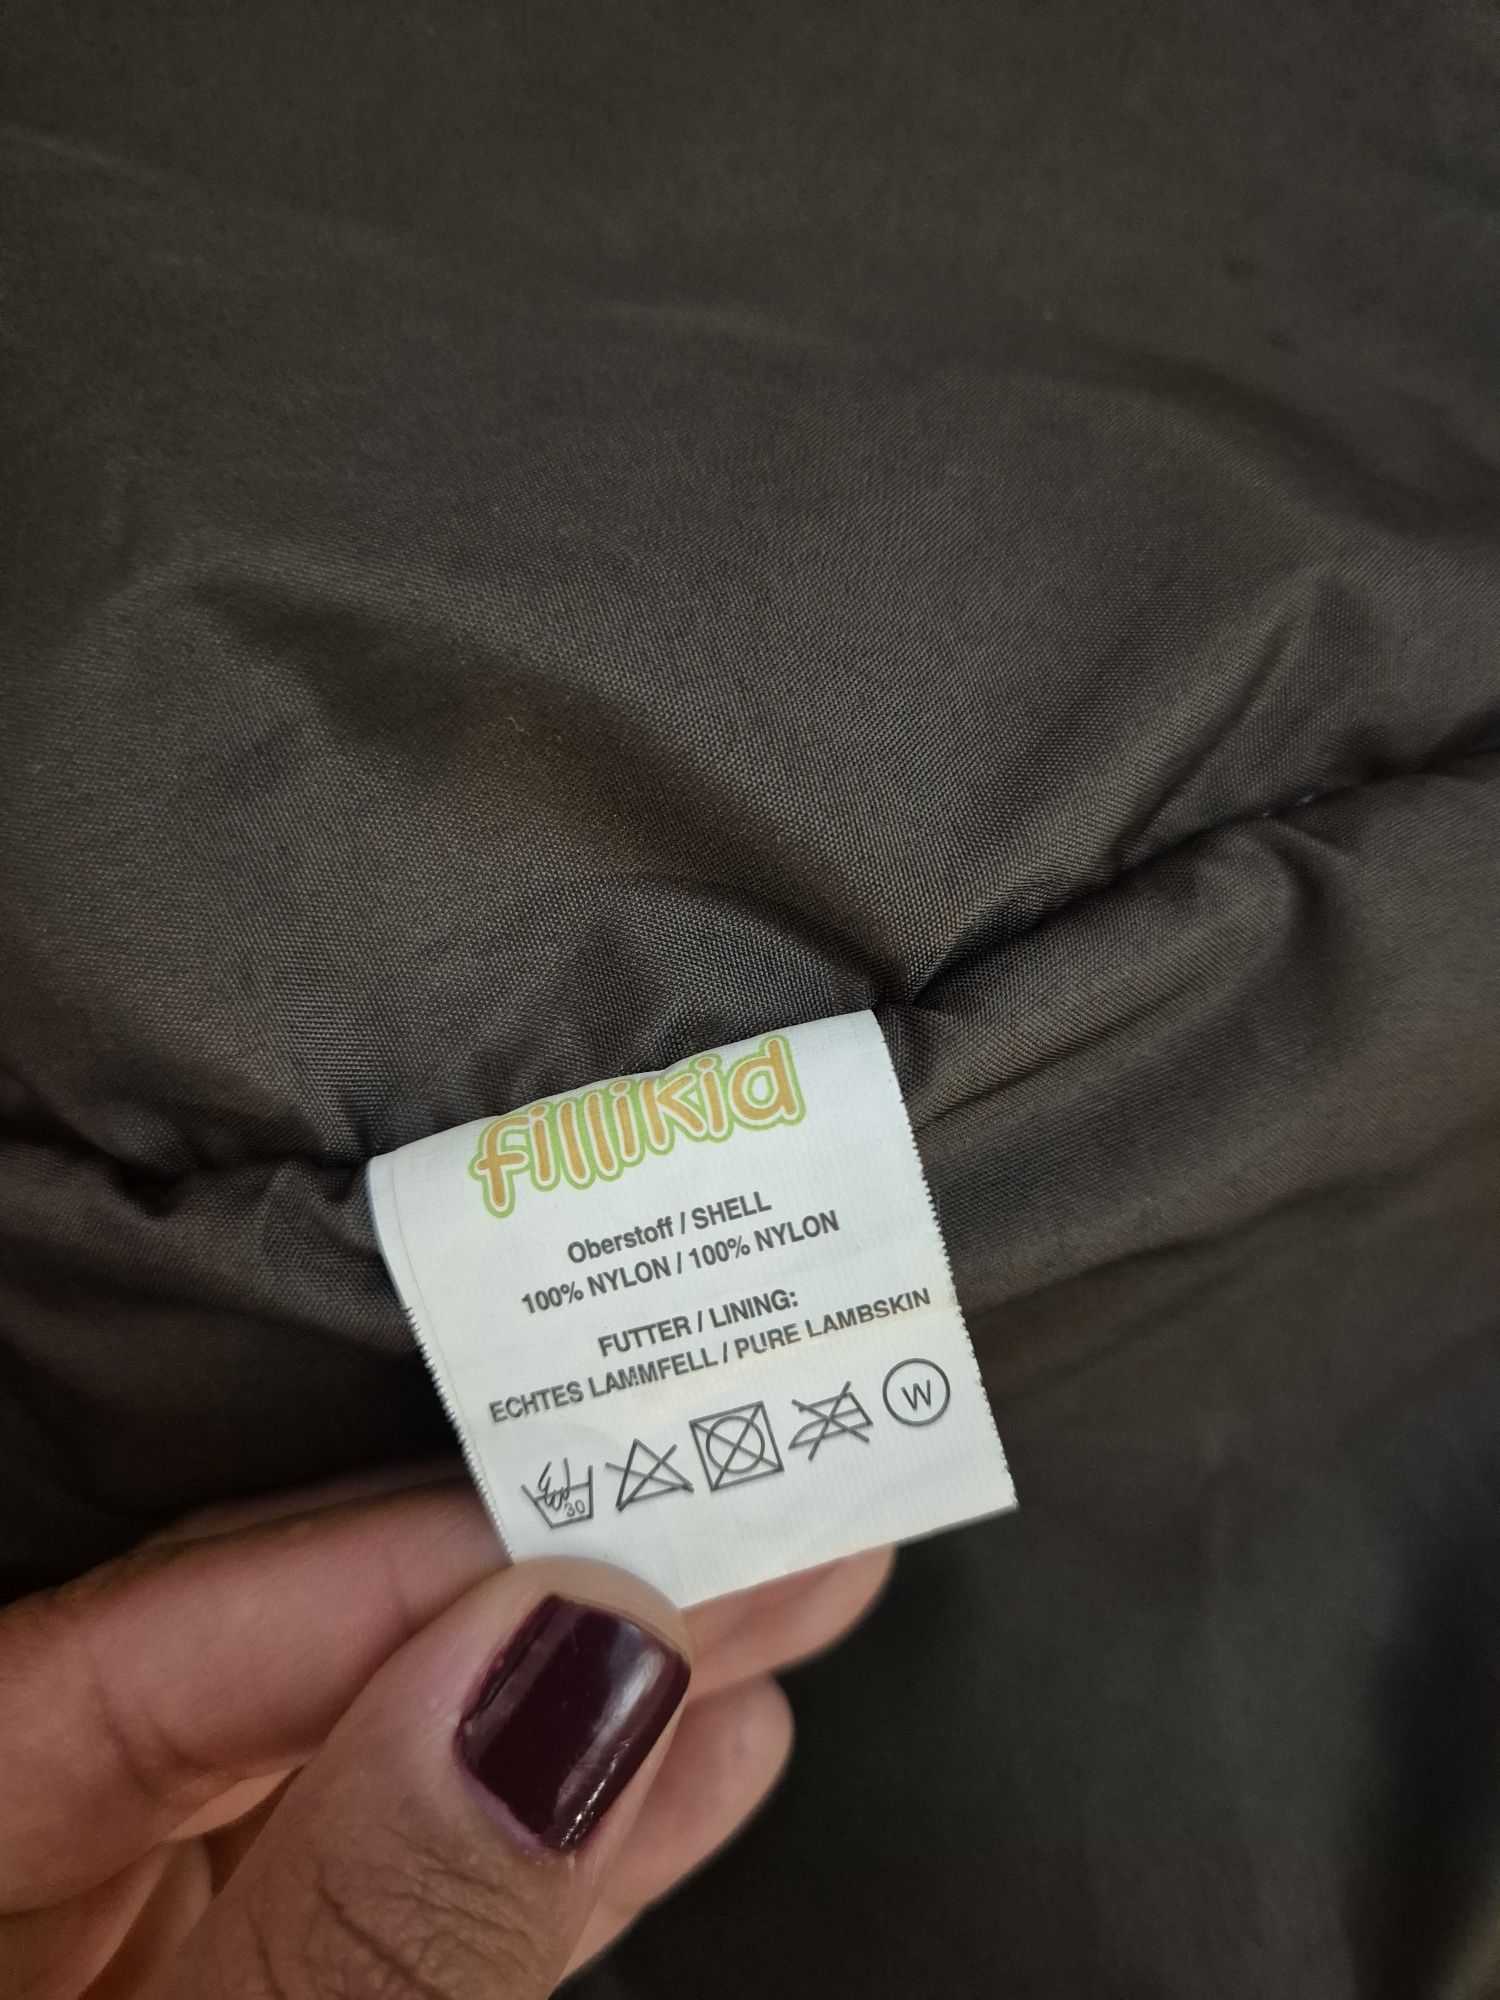 fillikid
Oberstoff / SHELL
100% NYLON / 100% NYLON
FUTTER / LINING:
ECHTES LAMMFELL / PURE LAMBSKIN
30
W